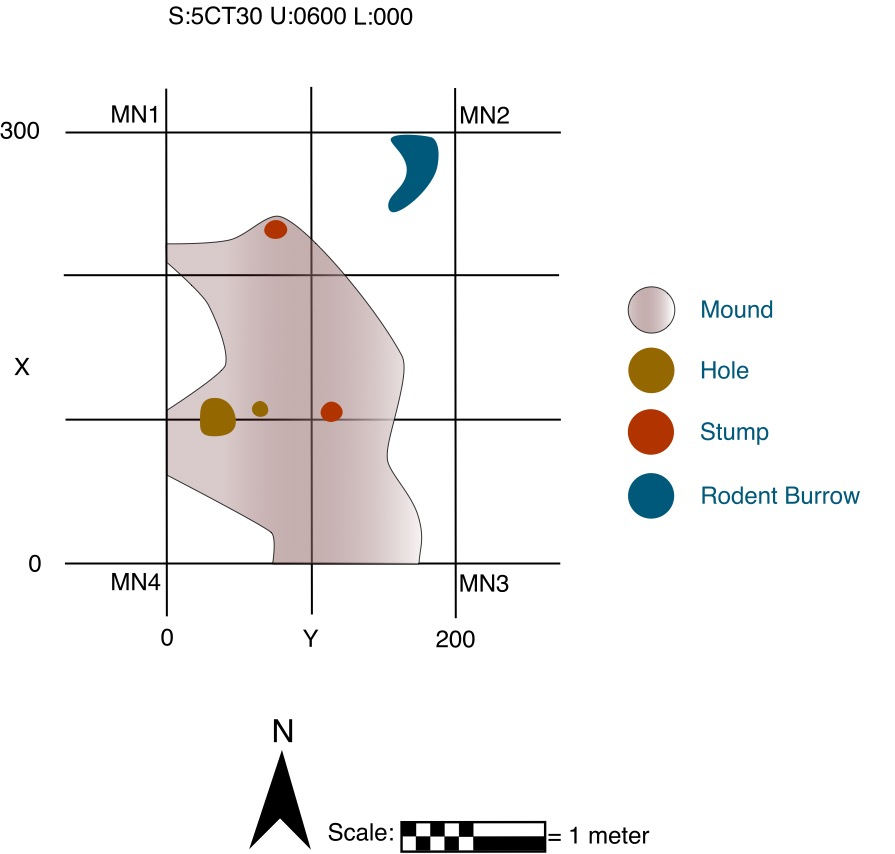 S:5CT30 U:0600 L:000
MN1
MN2
300
Mound
X
Hole
Stump
Rodent Burrow
0
MN4
MN3
0
Y
200
N
Scale:
= 1 meter